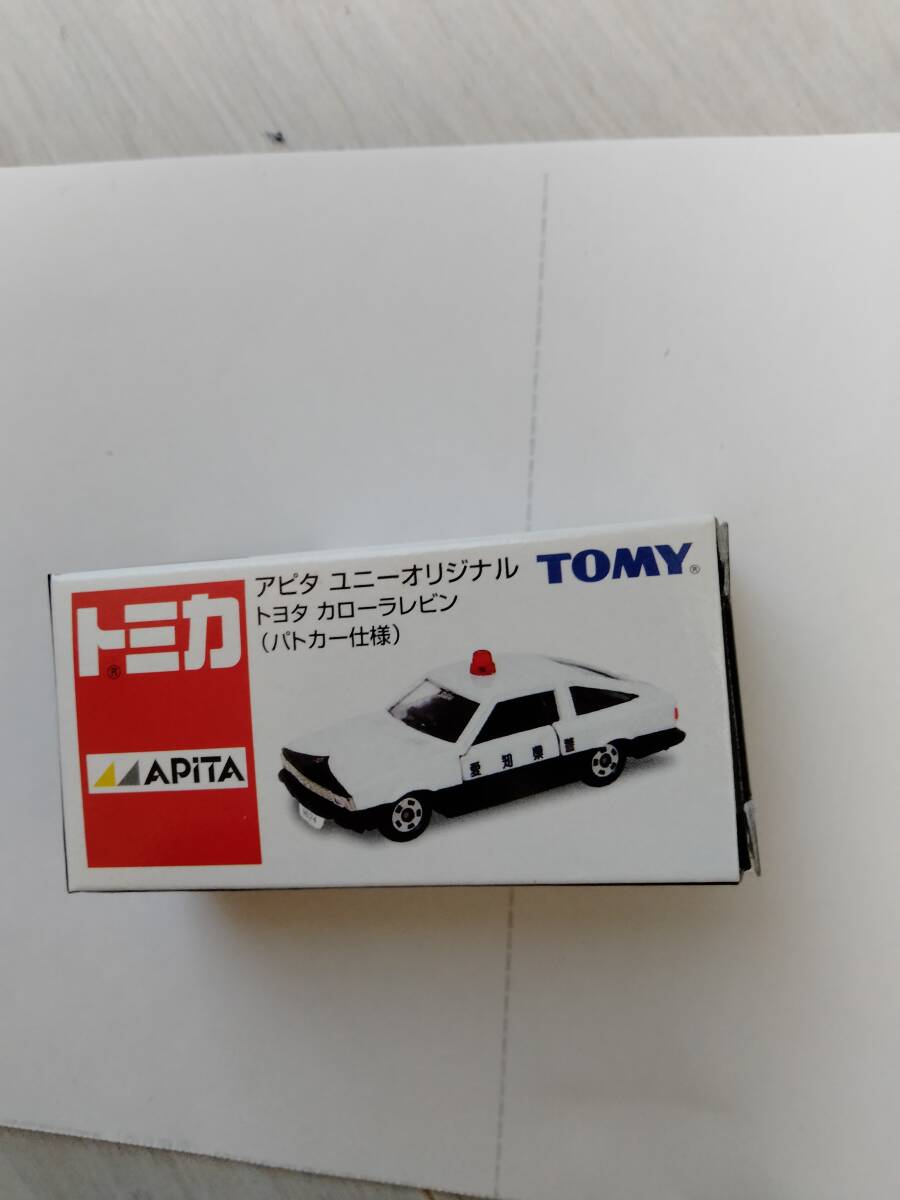 トミカ®
APiTA
アピタ ユニーオリジナル
トヨタ カローラレビン
(パトカー仕様)
TOMY®
愛知県警